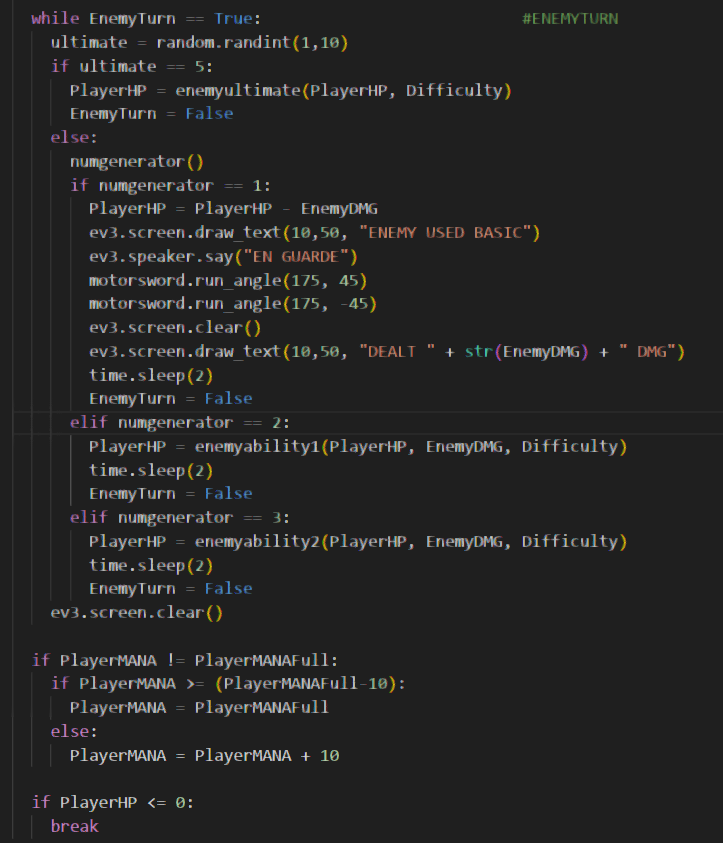 while EnemyTurn == True:                              #ENEMYTURN
  ultimate = random.randint(1,10)
  if ultimate == 5:
    PlayerHP = enemyultimate(PlayerHP, Difficulty)
    EnemyTurn = False
  else:
    numgenerator()
    if numgenerator == 1:
      PlayerHP = PlayerHP - EnemyDMG
      ev3.screen.draw_text(10,50, "ENEMY USED BASIC")
      ev3.speaker.say("EN GUARDE")
      motorsword.run_angle(175, 45)
      motorsword.run_angle(175, -45)
      ev3.screen.clear()
      ev3.screen.draw_text(10,50, "DEALT " + str(EnemyDMG) + " DMG")
      time.sleep(2)
      EnemyTurn = False
    elif numgenerator == 2:
      PlayerHP = enemyability1(PlayerHP, EnemyDMG, Difficulty)
      time.sleep(2)
      EnemyTurn = False
    elif numgenerator == 3:
      PlayerHP = enemyability2(PlayerHP, EnemyDMG, Difficulty)
      time.sleep(2)
      EnemyTurn = False
  ev3.screen.clear()

if PlayerMANA != PlayerMANAFull:
  if PlayerMANA >= (PlayerMANAFull-10):
    PlayerMANA = PlayerMANAFull
  else:
    PlayerMANA = PlayerMANA + 10

if PlayerHP <= 0:
  break